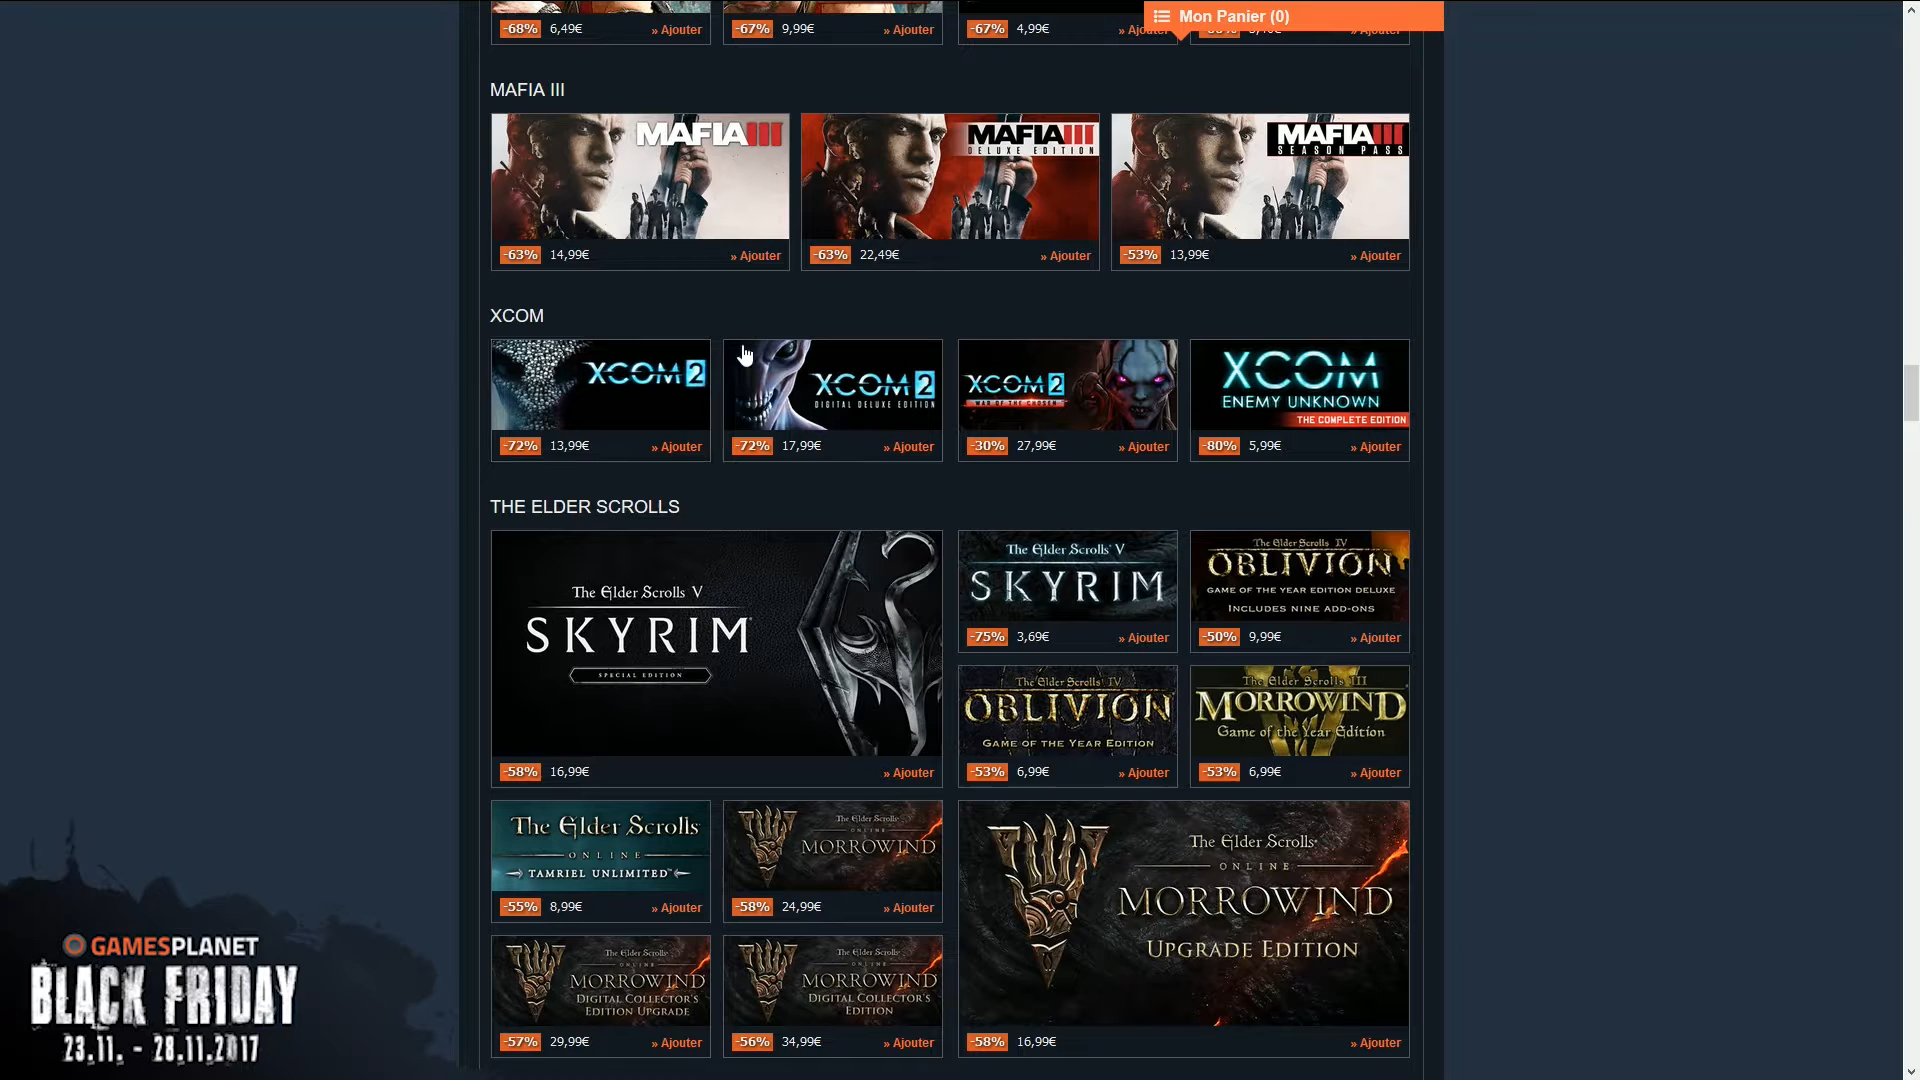 Mon Panier (0)
-68% 6,49€ » Ajouter
-67% 9,99€ » Ajouter
-67% 4,99€
MAFIA III
MAFIA III
MAFIA III
DELUXE EDITION
MAFIA III
SEASON PASS
-63% 14,99€ » Ajouter
-63% 22,49€ » Ajouter
-53% 13,99€ » Ajouter
XCOM
XCOM 2
XCOM 2
DIGITAL DELUXE EDITION
XCOM 2
WAR OF THE CHOSEN
XCOM
ENEMY UNKNOWN
THE COMPLETE EDITION
-72% 13,99€ » Ajouter
-72% 17,99€ » Ajouter
-30% 27,99€ » Ajouter
-80% 5,99€ » Ajouter
THE ELDER SCROLLS
The Elder Scrolls V
SKYRIM
SPECIAL EDITION
-58% 16,99€ » Ajouter
The Elder Scrolls V
SKYRIM
-75% 3,69€ » Ajouter
The Elder Scrolls IV
OBLIVION
GAME OF THE YEAR EDITION DELUXE
INCLUDES NINE ADD-ONS
-50% 9,99€ » Ajouter
The Elder Scrolls IV
OBLIVION
GAME OF THE YEAR EDITION
-53% 6,99€ » Ajouter
The Elder Scrolls III
MORROWIND
Game of the Year Edition
-53% 6,99€ » Ajouter
The Elder Scrolls
ONLINE
TAMRIEL UNLIMITED™
-55% 8,99€ » Ajouter
The Elder Scrolls
ONLINE
MORROWIND
-58% 24,99€ » Ajouter
The Elder Scrolls
ONLINE
MORROWIND
UPGRADE EDITION
-58% 16,99€ » Ajouter
The Elder Scrolls
ONLINE
MORROWIND
DIGITAL COLLECTOR'S
EDITION UPGRADE
-57% 29,99€ » Ajouter
The Elder Scrolls
ONLINE
MORROWIND
DIGITAL COLLECTOR'S
EDITION
-56% 34,99€ » Ajouter
GAMESPLANET
BLACK FRIDAY
23.11. - 28.11.2017